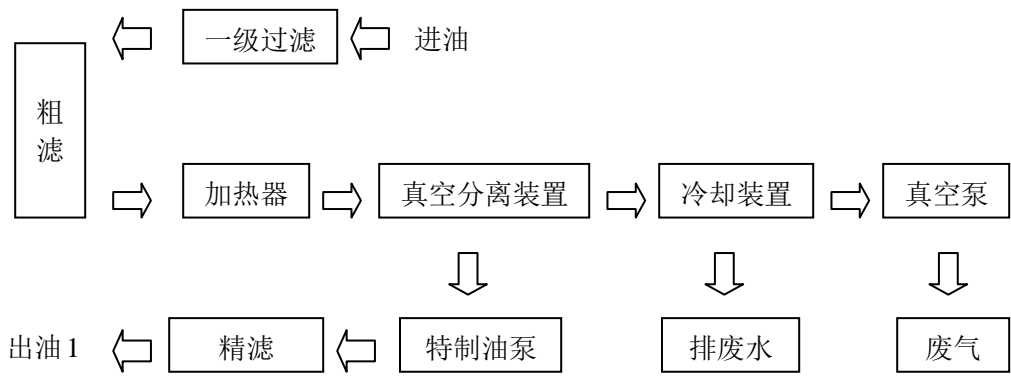 一级过滤 进油
粗
滤
加热器 真空分离装置 冷却装置 真空泵
出油1 精滤 特制油泵 排废水 废气